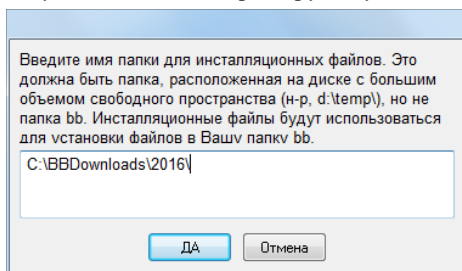 Введите имя папки для инсталляционных файлов. Это
должна быть папка, расположенная на диске с большим
объемом свободного пространства (н-р, d:\temp\), но не
папка bb. Инсталляционные файлы будут использоваться
для установки файлов в Вашу папку bb.
C:\BBDownloads\2016\
ДА
Отмена